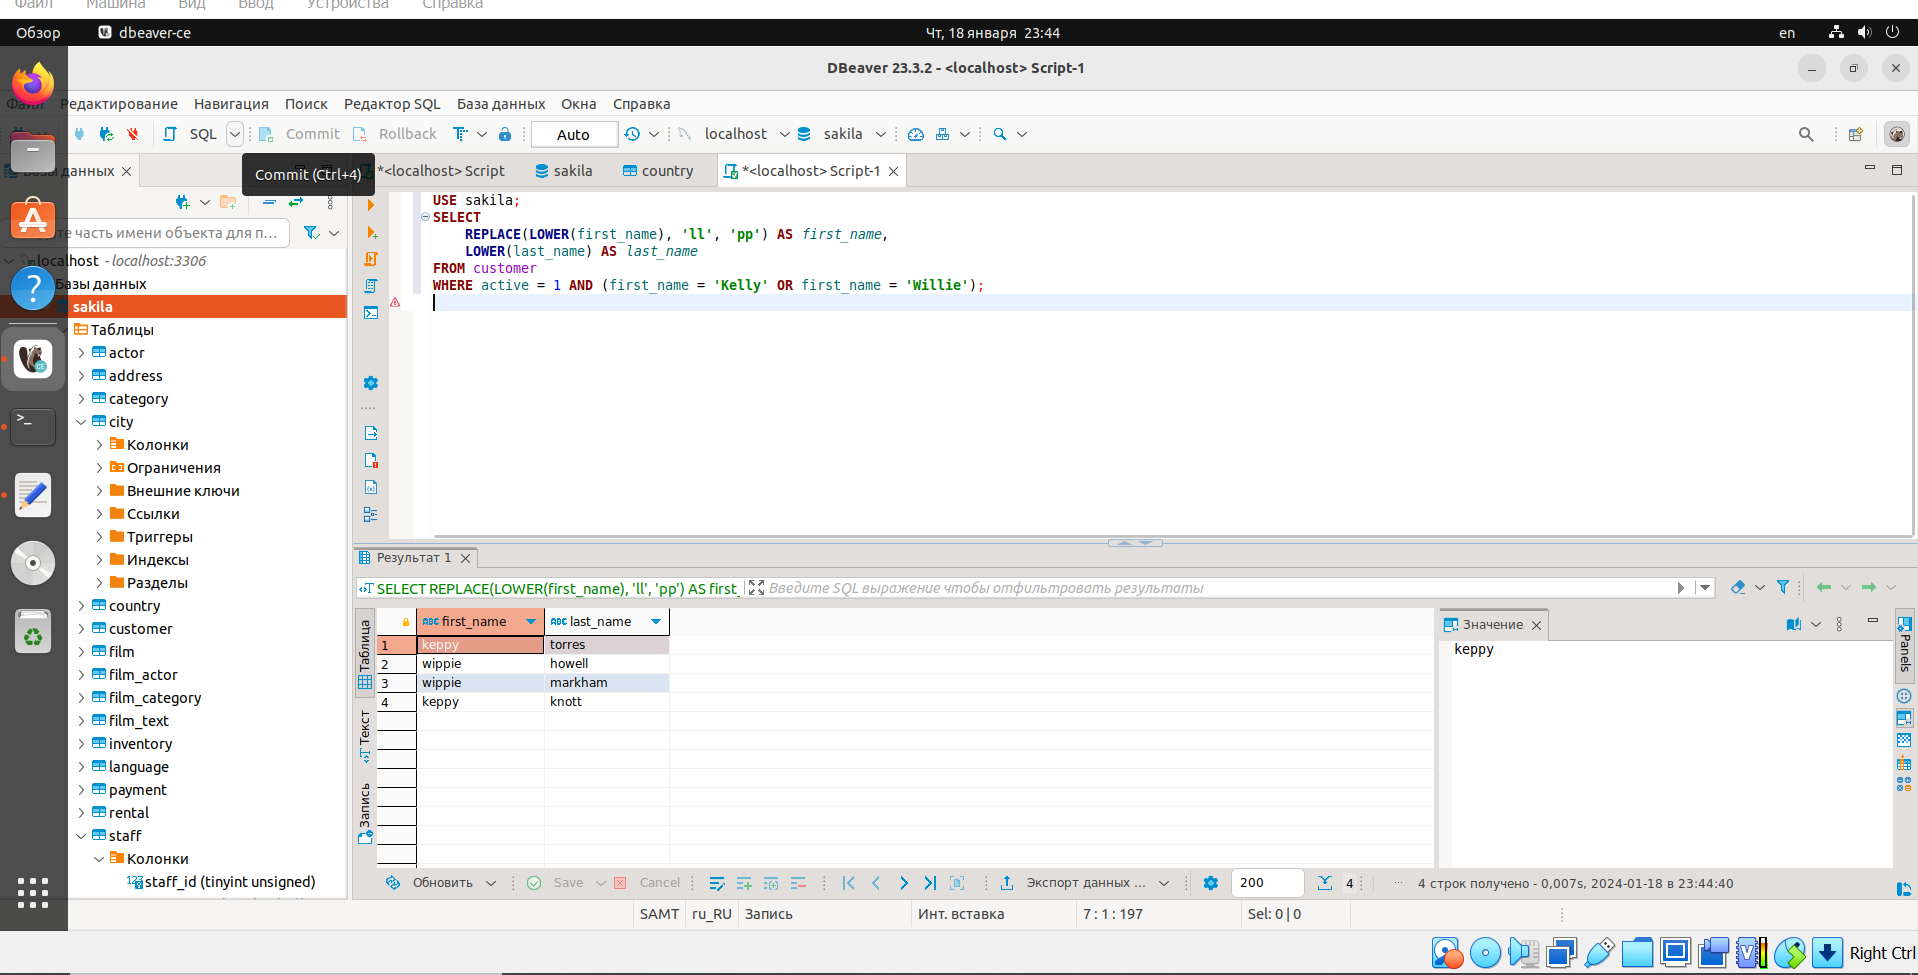 Файл Машина Вид Ввод Устройства Справка
Обзор dbeaver-ce Чт, 18 января 23:44 en
DBeaver 23.3.2 - <localhost> Script-1
Файл Редактирование Навигация Поиск Редактор SQL База данных Окна Справка
SQL Commit Rollback Auto localhost sakila
данных Commit (Ctrl+4) *<localhost> Script sakila country *<localhost> Script-1
те часть имени объекта для п...
localhost - localhost:3306
Базы данных
sakila
Таблицы
actor
address
category
city
Колонки
Ограничения
Внешние ключи
Ссылки
Триггеры
Индексы
Разделы
country
customer
film
film_actor
film_category
film_text
inventory
language
payment
rental
staff
Колонки
staff_id (tinyint unsigned)
USE sakila;
SELECT
REPLACE(LOWER(first_name), 'll', 'pp') AS first_name,
LOWER(last_name) AS last_name
FROM customer
WHERE active = 1 AND (first_name = 'Kelly' OR first_name = 'Willie');
Результат 1
SELECT REPLACE(LOWER(first_name), 'll', 'pp') AS first_ Введите SQL выражение чтобы отфильтровать результаты
Таблица
Текст
Запись
first_name last_name
1 keppy torres
2 wippie howell
3 wippie markham
4 keppy knott
Значение
keppy
Panels
Обновить Save Cancel Экспорт данных ... 200 4 ... 4 строк получено - 0,007s, 2024-01-18 в 23:44:40
SAMT ru_RU Запись Инт. вставка 7 : 1 : 197 Sel: 0 | 0
Right Ctrl